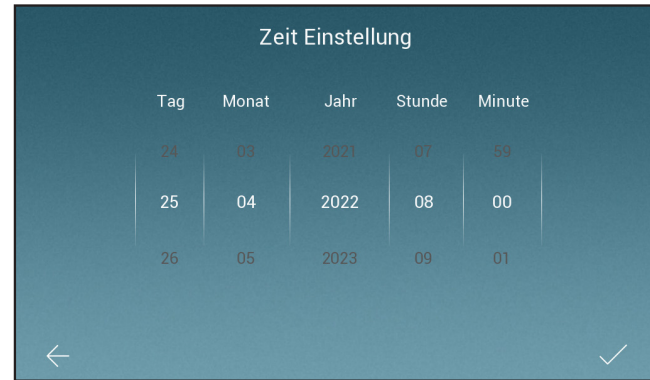 Zeit Einstellung
Tag Monat Jahr Stunde Minute
24 03 2021 07 59
25 04 2022 08 00
26 05 2023 09 01